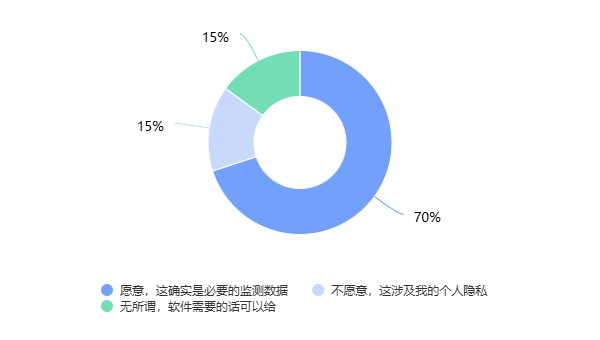 15%
15%
70%
愿意，这确实是必要的监测数据
不愿意，这涉及我的个人隐私
无所谓，软件需要的话可以给